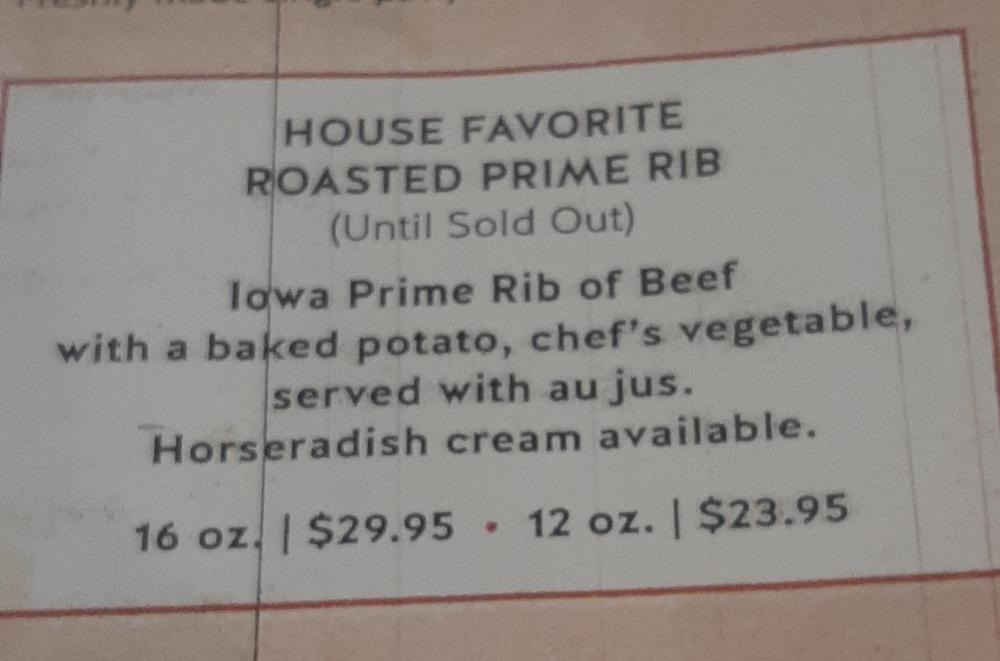 HOUSE FAVORITE
ROASTED PRIME RIB
(Until Sold Out)
Iowa Prime Rib of Beef
with a baked potato, chef's vegetable,
served with au jus.
Horseradish cream available.
16 oz. | $29.95 • 12 oz. | $23.95